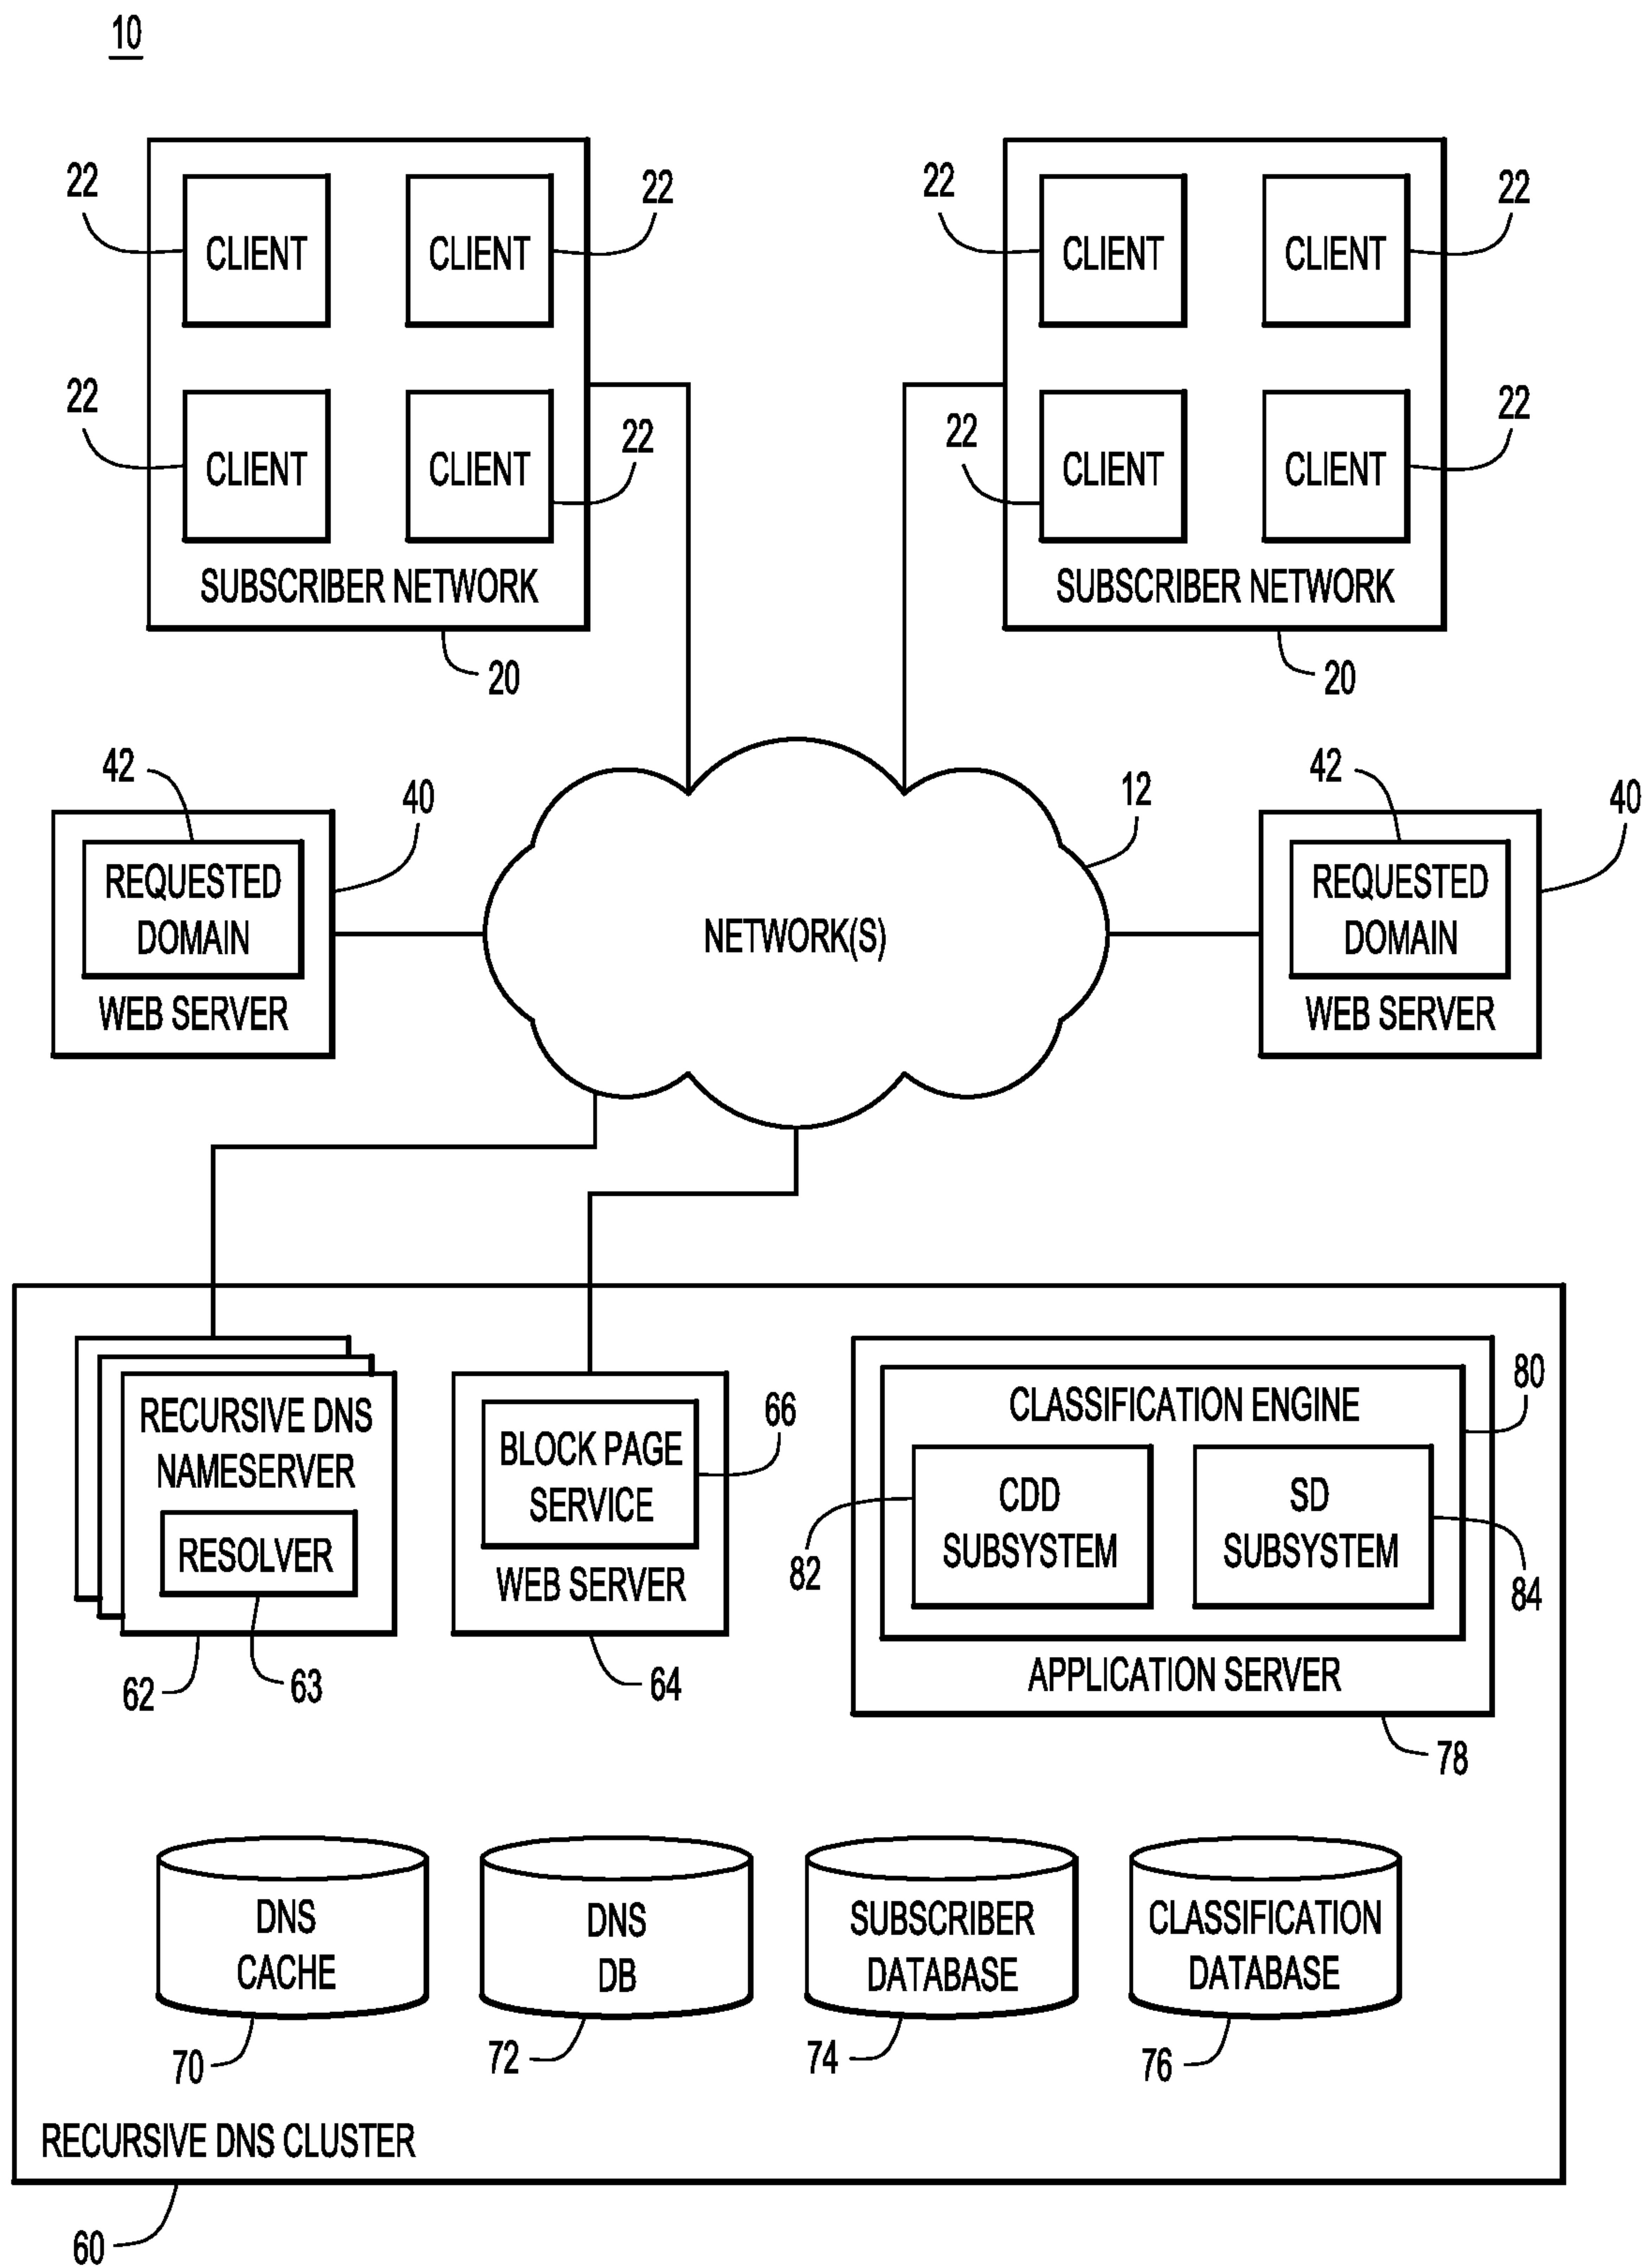 10
22
CLIENT
CLIENT
22
22
CLIENT
CLIENT
22
SUBSCRIBER NETWORK
20
22
CLIENT
CLIENT
22
22
CLIENT
CLIENT
22
SUBSCRIBER NETWORK
20
42
40
REQUESTED
DOMAIN
WEB SERVER
NETWORK(S)
12
42
40
REQUESTED
DOMAIN
WEB SERVER
RECURSIVE DNS
NAMESERVER
RESOLVER
62
63
BLOCK PAGE
SERVICE
66
WEB SERVER
64
CLASSIFICATION ENGINE
80
CDD
SUBSYSTEM
82
SD
SUBSYSTEM
84
APPLICATION SERVER
78
DNS
CACHE
70
DNS
DB
72
SUBSCRIBER
DATABASE
74
CLASSIFICATION
DATABASE
76
RECURSIVE DNS CLUSTER
60